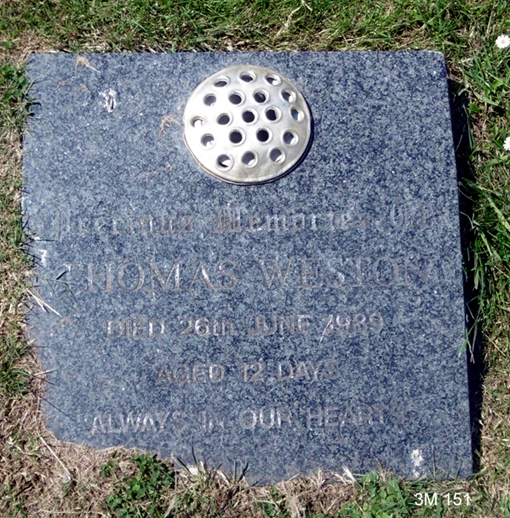 Precious Memories Of
THOMAS WESTON
DIED 26th JUNE 1989
AGED 12 DAYS
"ALWAYS IN OUR HEARTS"
3M 151